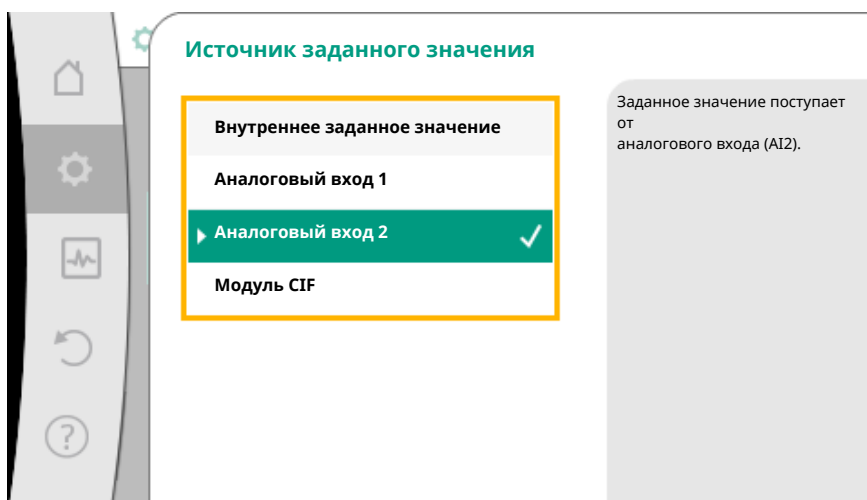 Источник заданного значения
Внутреннее заданное значение
Аналоговый вход 1
Аналоговый вход 2
Модуль CIF
Заданное значение поступает
от
аналогового входа (AI2).
?